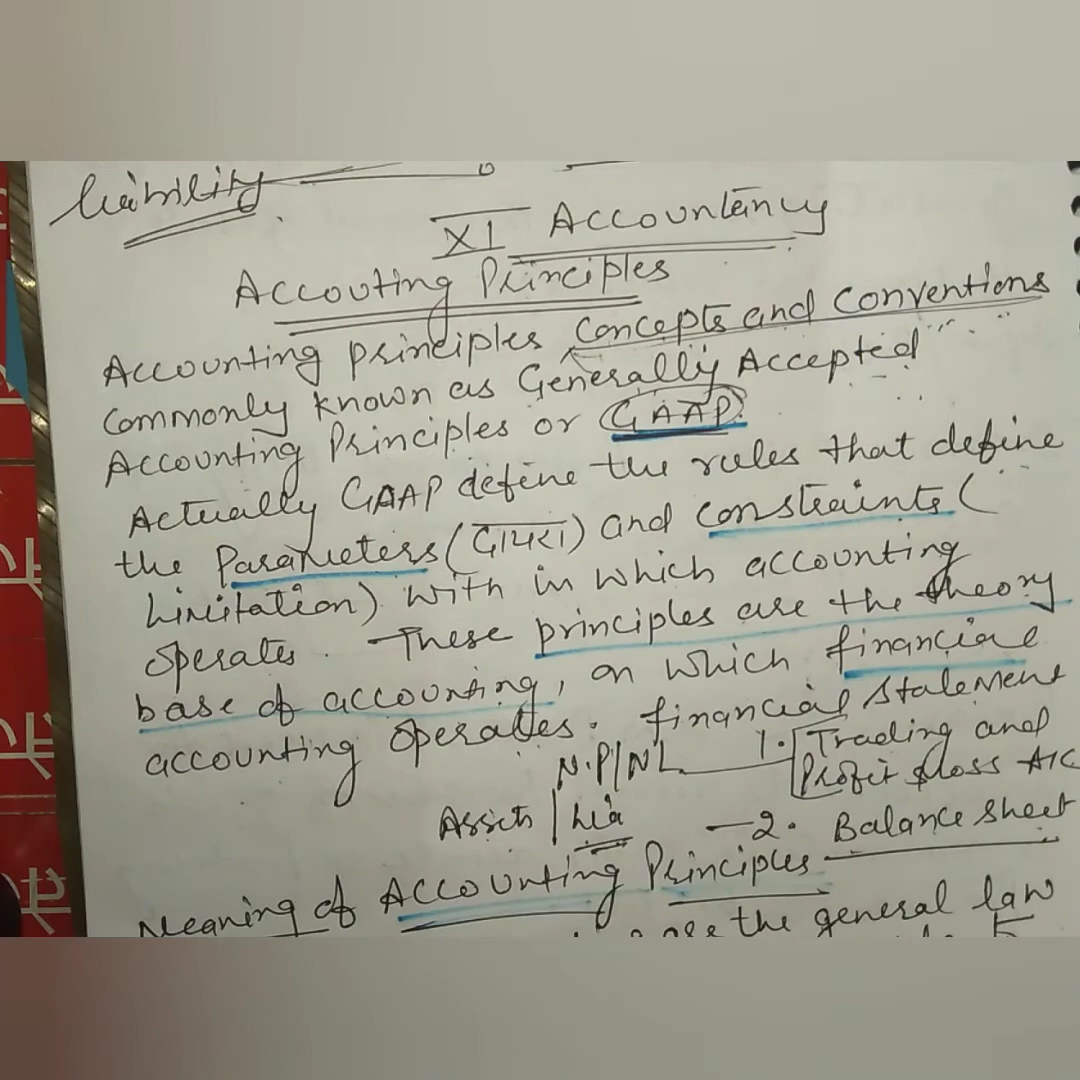 Liability
XI Accountancy
Accouting Principles
Accounting principles Concepts and Conventions
Commonly known as Generally Accepted
Accounting Principles or GAAP.
Actually GAAP define the rules that define
the Parameters (दायरा) and constraints (
Limitation) with in which accounting
operates. These principles are the theory
base of accounting, on which financial
accounting operates. financial statement
N.P/NL 1. Trading and
Profit & loss A/C
Assets | Lia - 2. Balance sheet
Meaning of Accounting Principles
the general law